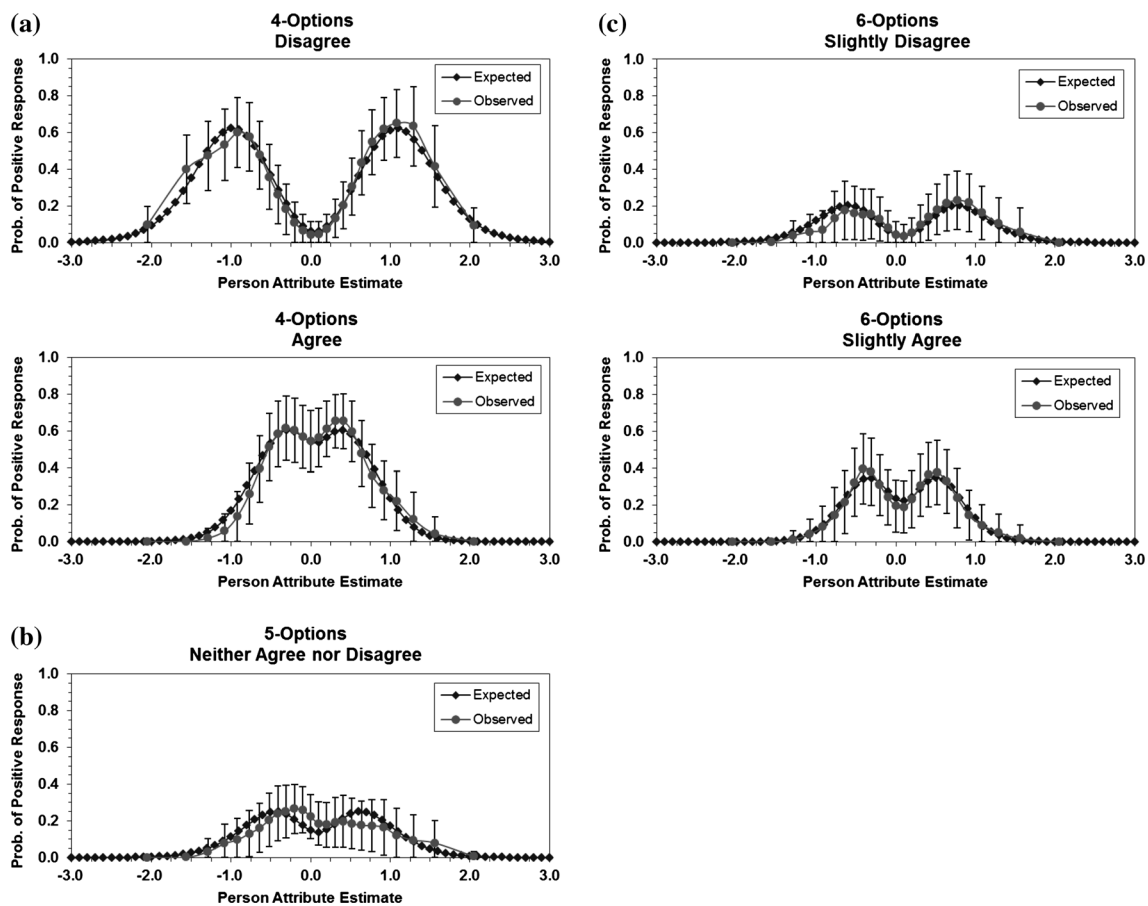 (a)
4-Options
Disagree
Prob. of Positive Response
1.0
0.8
0.6
0.4
0.2
0.0
Expected
Observed
-3.0 -2.0 -1.0 0.0 1.0 2.0 3.0
Person Attribute Estimate
4-Options
Agree
Prob. of Positive Response
1.0
0.8
0.6
0.4
0.2
0.0
Expected
Observed
-3.0 -2.0 -1.0 0.0 1.0 2.0 3.0
Person Attribute Estimate
(b)
5-Options
Neither Agree nor Disagree
Prob. of Positive Response
1.0
0.8
0.6
0.4
0.2
0.0
Expected
Observed
-3.0 -2.0 -1.0 0.0 1.0 2.0 3.0
Person Attribute Estimate
(c)
6-Options
Slightly Disagree
Prob. of Positive Response
1.0
0.8
0.6
0.4
0.2
0.0
Expected
Observed
-3.0 -2.0 -1.0 0.0 1.0 2.0 3.0
Person Attribute Estimate
6-Options
Slightly Agree
Prob. of Positive Response
1.0
0.8
0.6
0.4
0.2
0.0
Expected
Observed
-3.0 -2.0 -1.0 0.0 1.0 2.0 3.0
Person Attribute Estimate